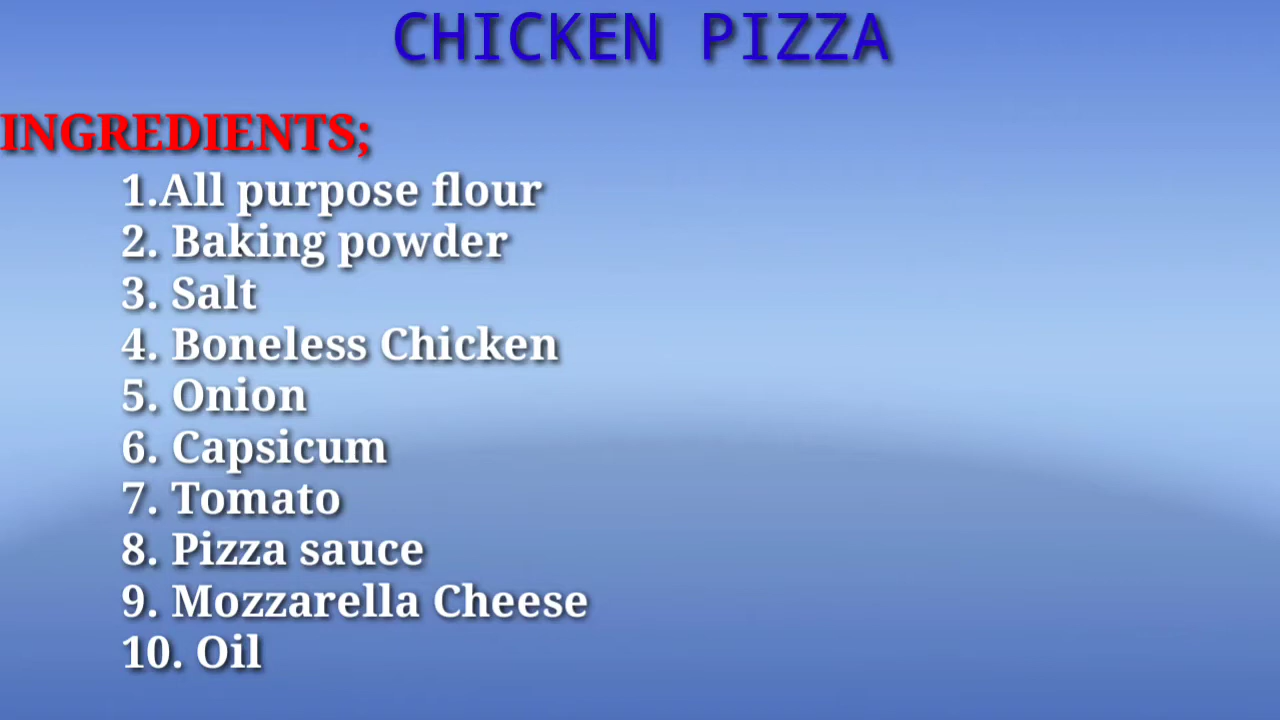 CHICKEN PIZZA
INGREDIENTS;
1.All purpose flour
2. Baking powder
3. Salt
4. Boneless Chicken
5. Onion
6. Capsicum
7. Tomato
8. Pizza sauce
9. Mozzarella Cheese
10. Oil